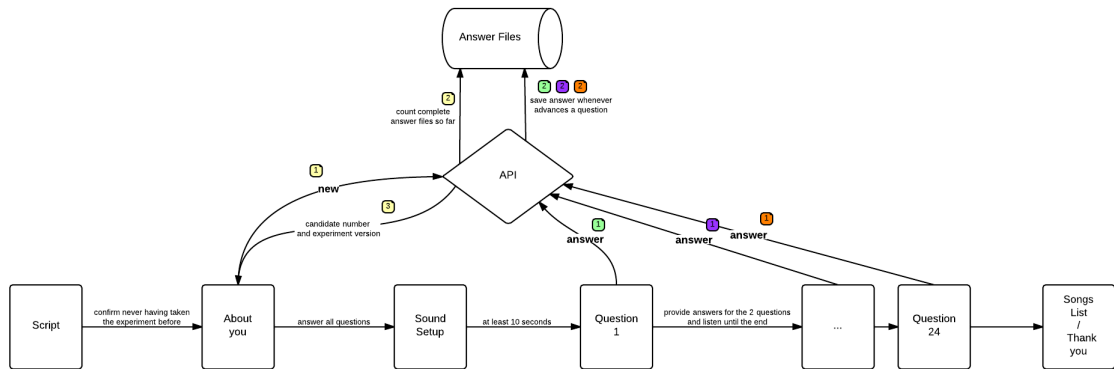 Answer Files
2
2 2 2
count complete
answer files so far
save answer whenever
advances a question
API
1
new
3
candidate number
and experiment version
1
answer
1
answer
1
answer
Script
confirm never having taken
the experiment before
About
you
answer all questions
Sound
Setup
at least 10 seconds
Question
1
provide answers for the 2 questions
and listen until the end
...
Question
24
Songs
List
/
Thank
you